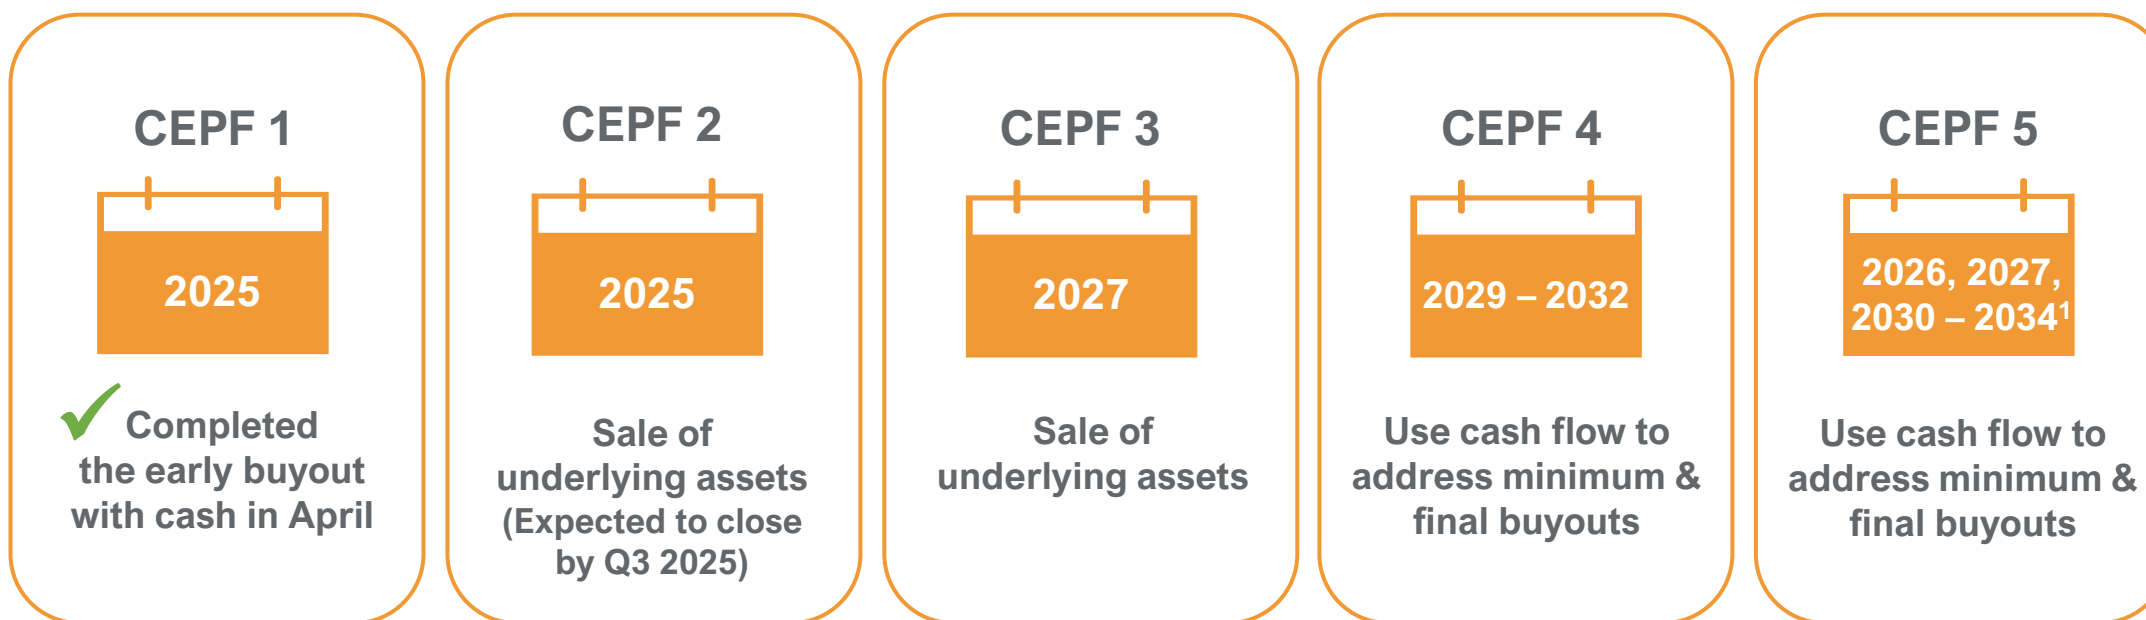 CEPF 1
2025
Completed
the early buyout
with cash in April
CEPF 2
2025
Sale of
underlying assets
(Expected to close
by Q3 2025)
CEPF 3
2027
Sale of
underlying assets
CEPF 4
2029 – 2032
Use cash flow to
address minimum &
final buyouts
CEPF 5
2026, 2027,
2030 – 2034¹
Use cash flow to
address minimum &
final buyouts